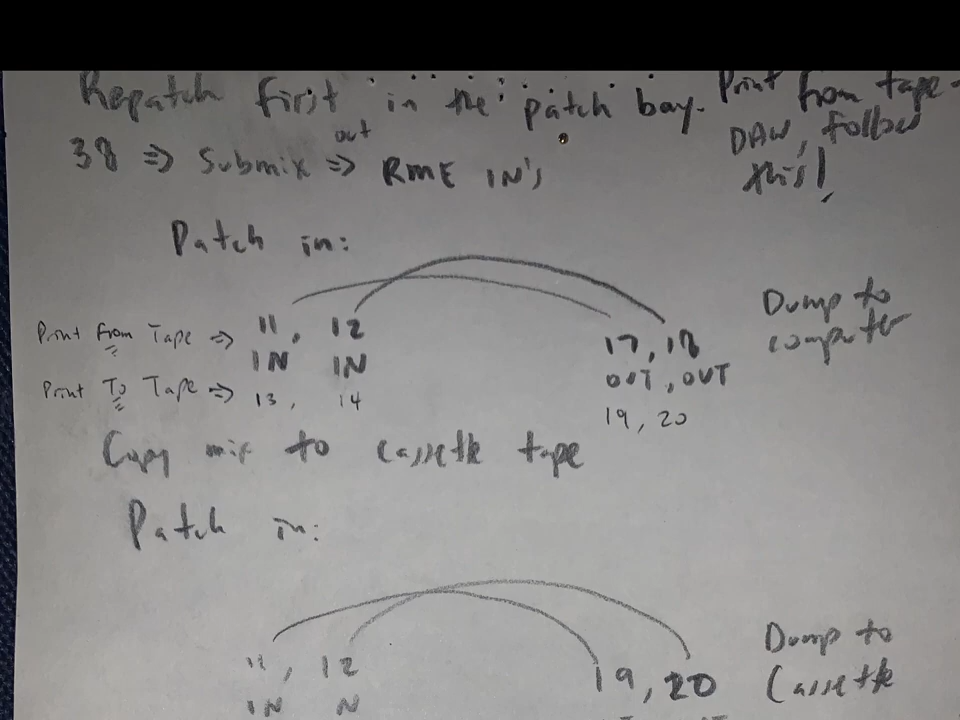 Repatch first in the patch bay.
Print from tape -
DAW, follow
this!
38 => Submix out => RME IN's
Patch in:
Print From Tape => 11, 12
IN IN
17, 18
OUT, OUT
Dump to
computer
Print To Tape => 13, 14
19, 20
Copy mix to cassette tape
Patch in:
11, 12
IN IN
19, 20
Dump to
Cassette